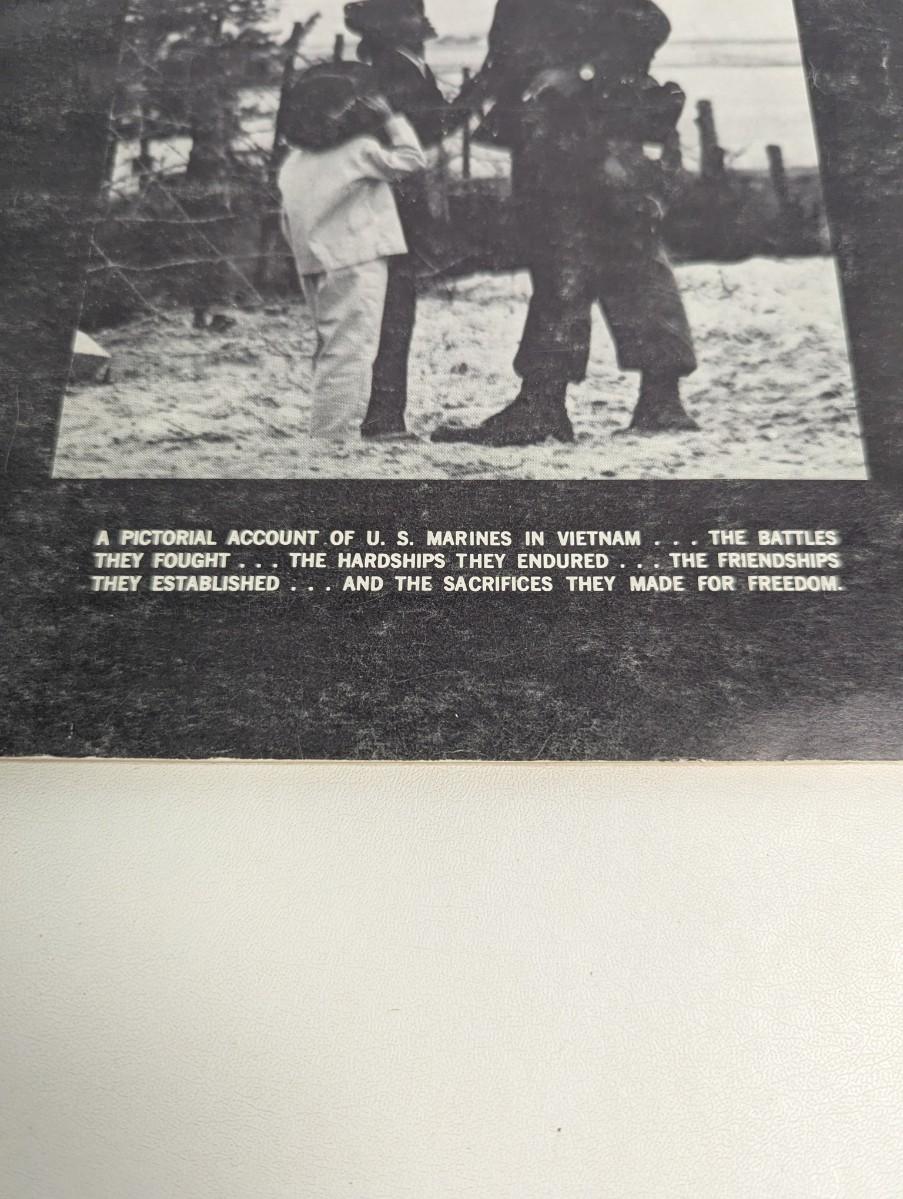 A PICTORIAL ACCOUNT OF U. S. MARINES IN VIETNAM . . . THE BATTLES
THEY FOUGHT . . . THE HARDSHIPS THEY ENDURED . . . THE FRIENDSHIPS
THEY ESTABLISHED . . . AND THE SACRIFICES THEY MADE FOR FREEDOM.